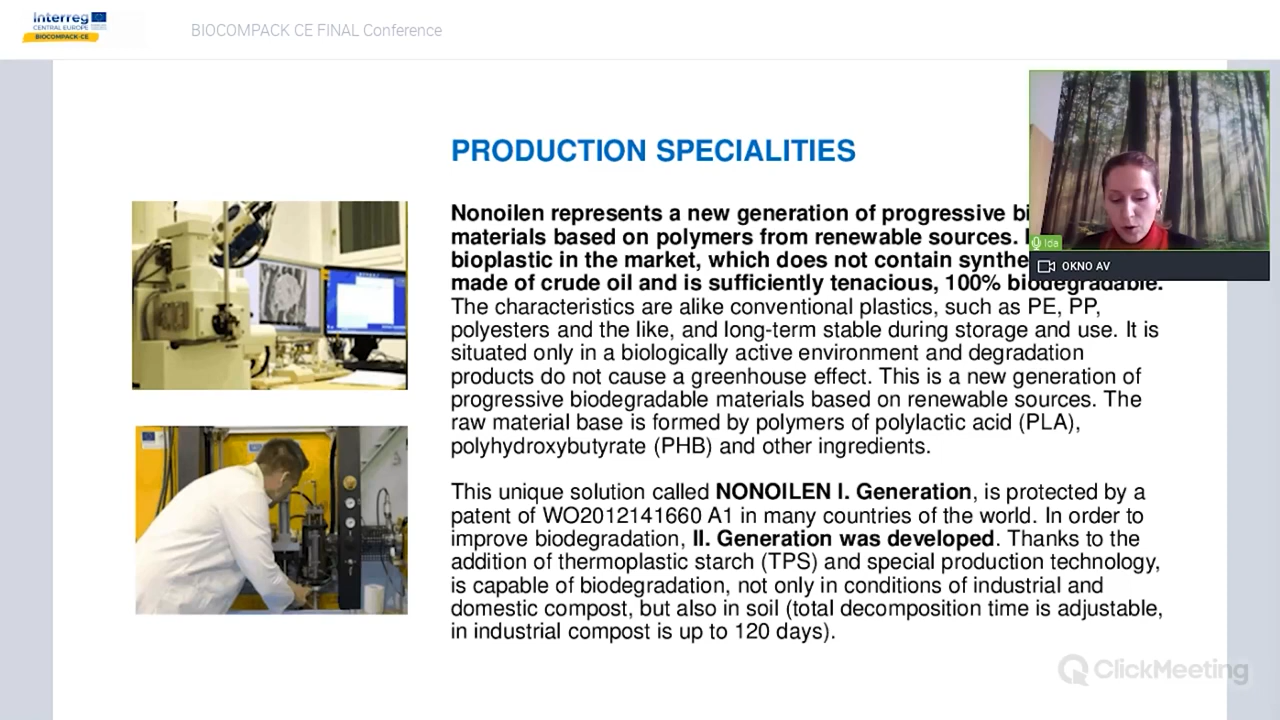 Interreg
CENTRAL EUROPE
BIOCOMPACK-CE
BIOCOMPACK CE FINAL Conference
PRODUCTION SPECIALITIES
Nonoilen represents a new generation of progressive
materials based on polymers from renewable sources.
bioplastic in the market, which does not contain
made of crude oil and is sufficiently tenacious, 100% biodegradable.
The characteristics are alike conventional plastics, such as PE, PP,
polyesters and the like, and long-term stable during storage and use. It is
situated only in a biologically active environment and degradation
products do not cause a greenhouse effect. This is a new generation of
progressive biodegradable materials based on renewable sources. The
raw material base is formed by polymers of polylactic acid (PLA),
polyhydroxybutyrate (PHB) and other ingredients.
This unique solution called NONOILEN I. Generation, is protected by a
patent of WO2012141660 A1 in many countries of the world. In order to
improve biodegradation, II. Generation was developed. Thanks to the
addition of thermoplastic starch (TPS) and special production technology,
is capable of biodegradation, not only in conditions of industrial and
domestic compost, but also in soil (total decomposition time is adjustable,
in industrial compost is up to 120 days).
Ida
OKNO AV
ClickMeeting